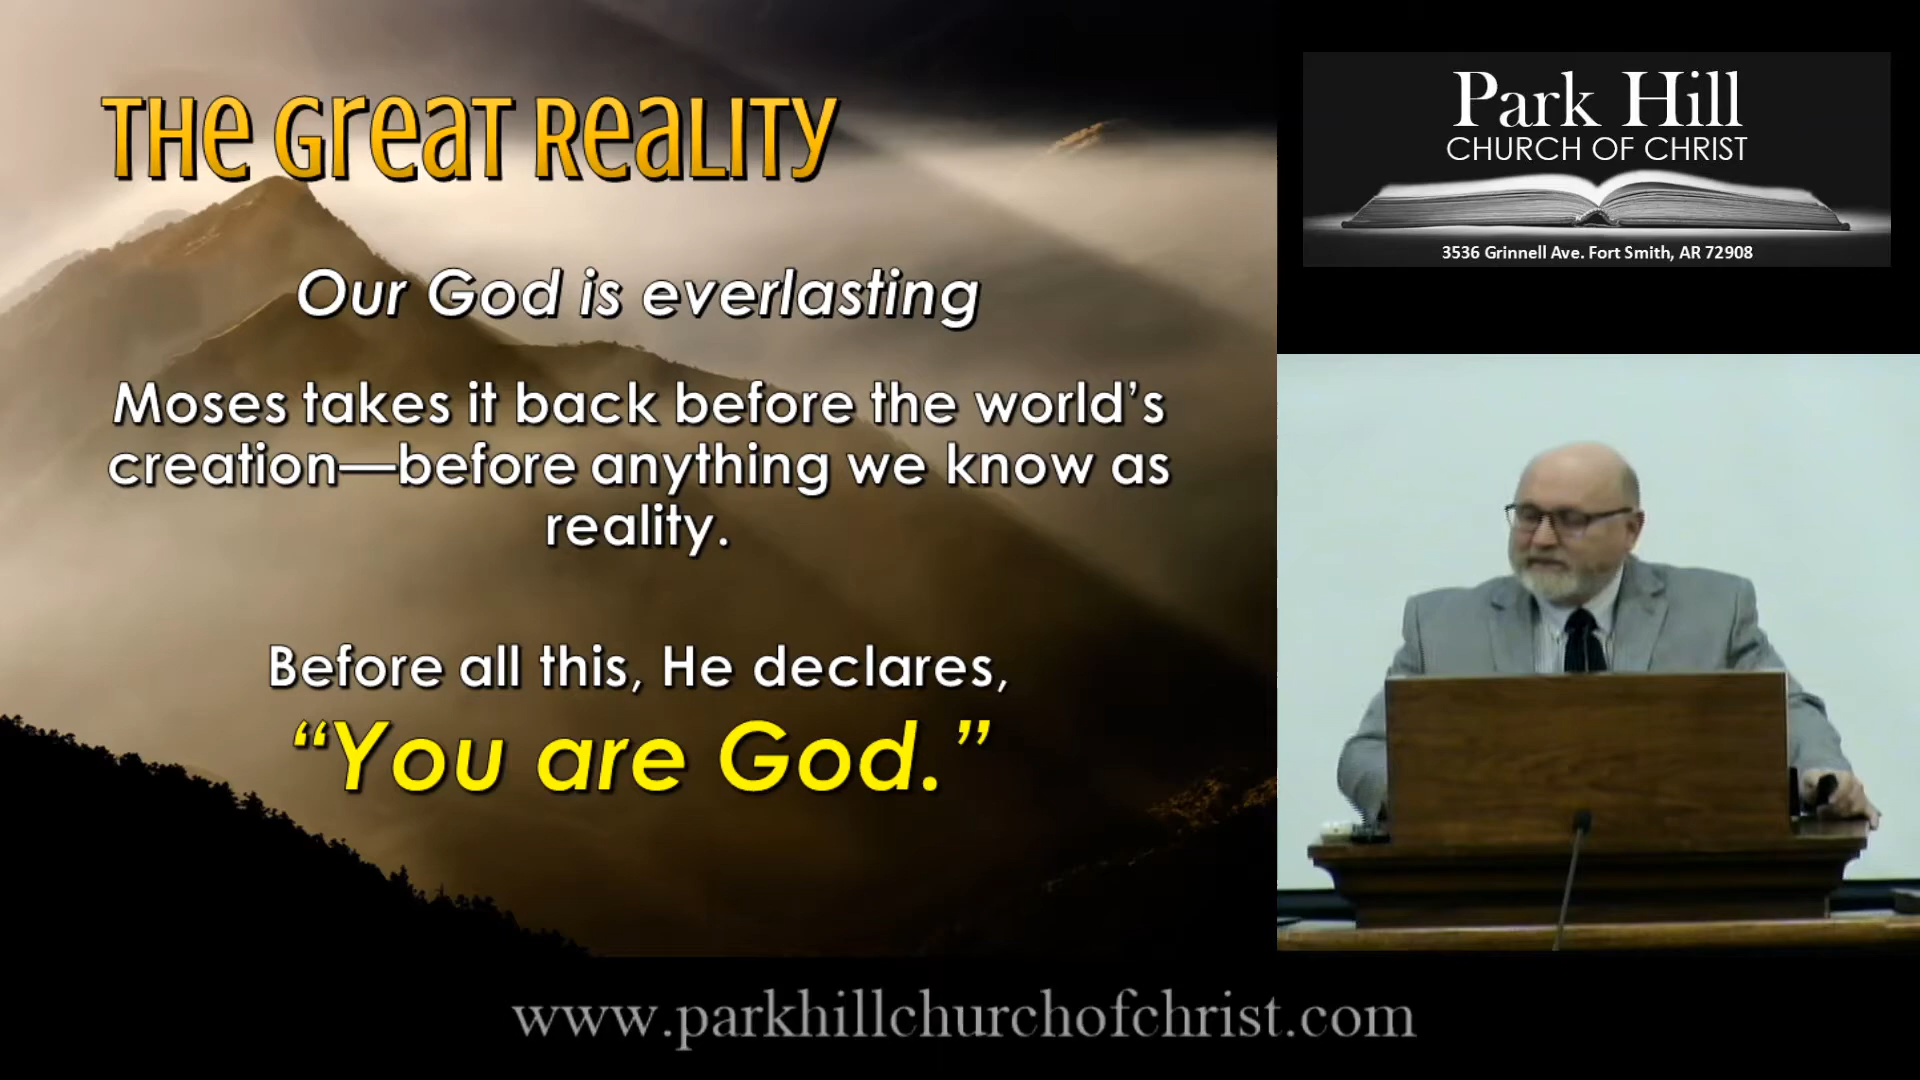 THE GREAT REALITY
Our God is everlasting
Moses takes it back before the world's
creation—before anything we know as
reality.
Before all this, He declares,
“You are God.”
Park Hill
CHURCH OF CHRIST
3536 Grinnell Ave. Fort Smith, AR 72908
www.parkhillchurchofchrist.com